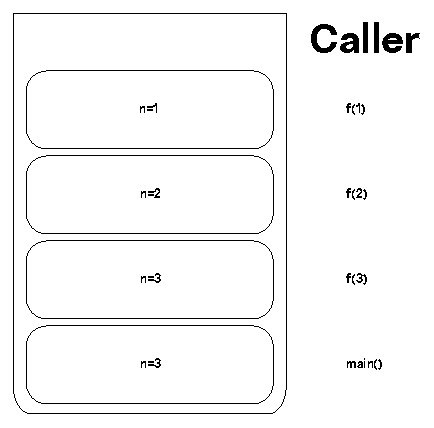 Caller
n=1 f(1)
n=2 f(2)
n=3 f(3)
n=3 main()